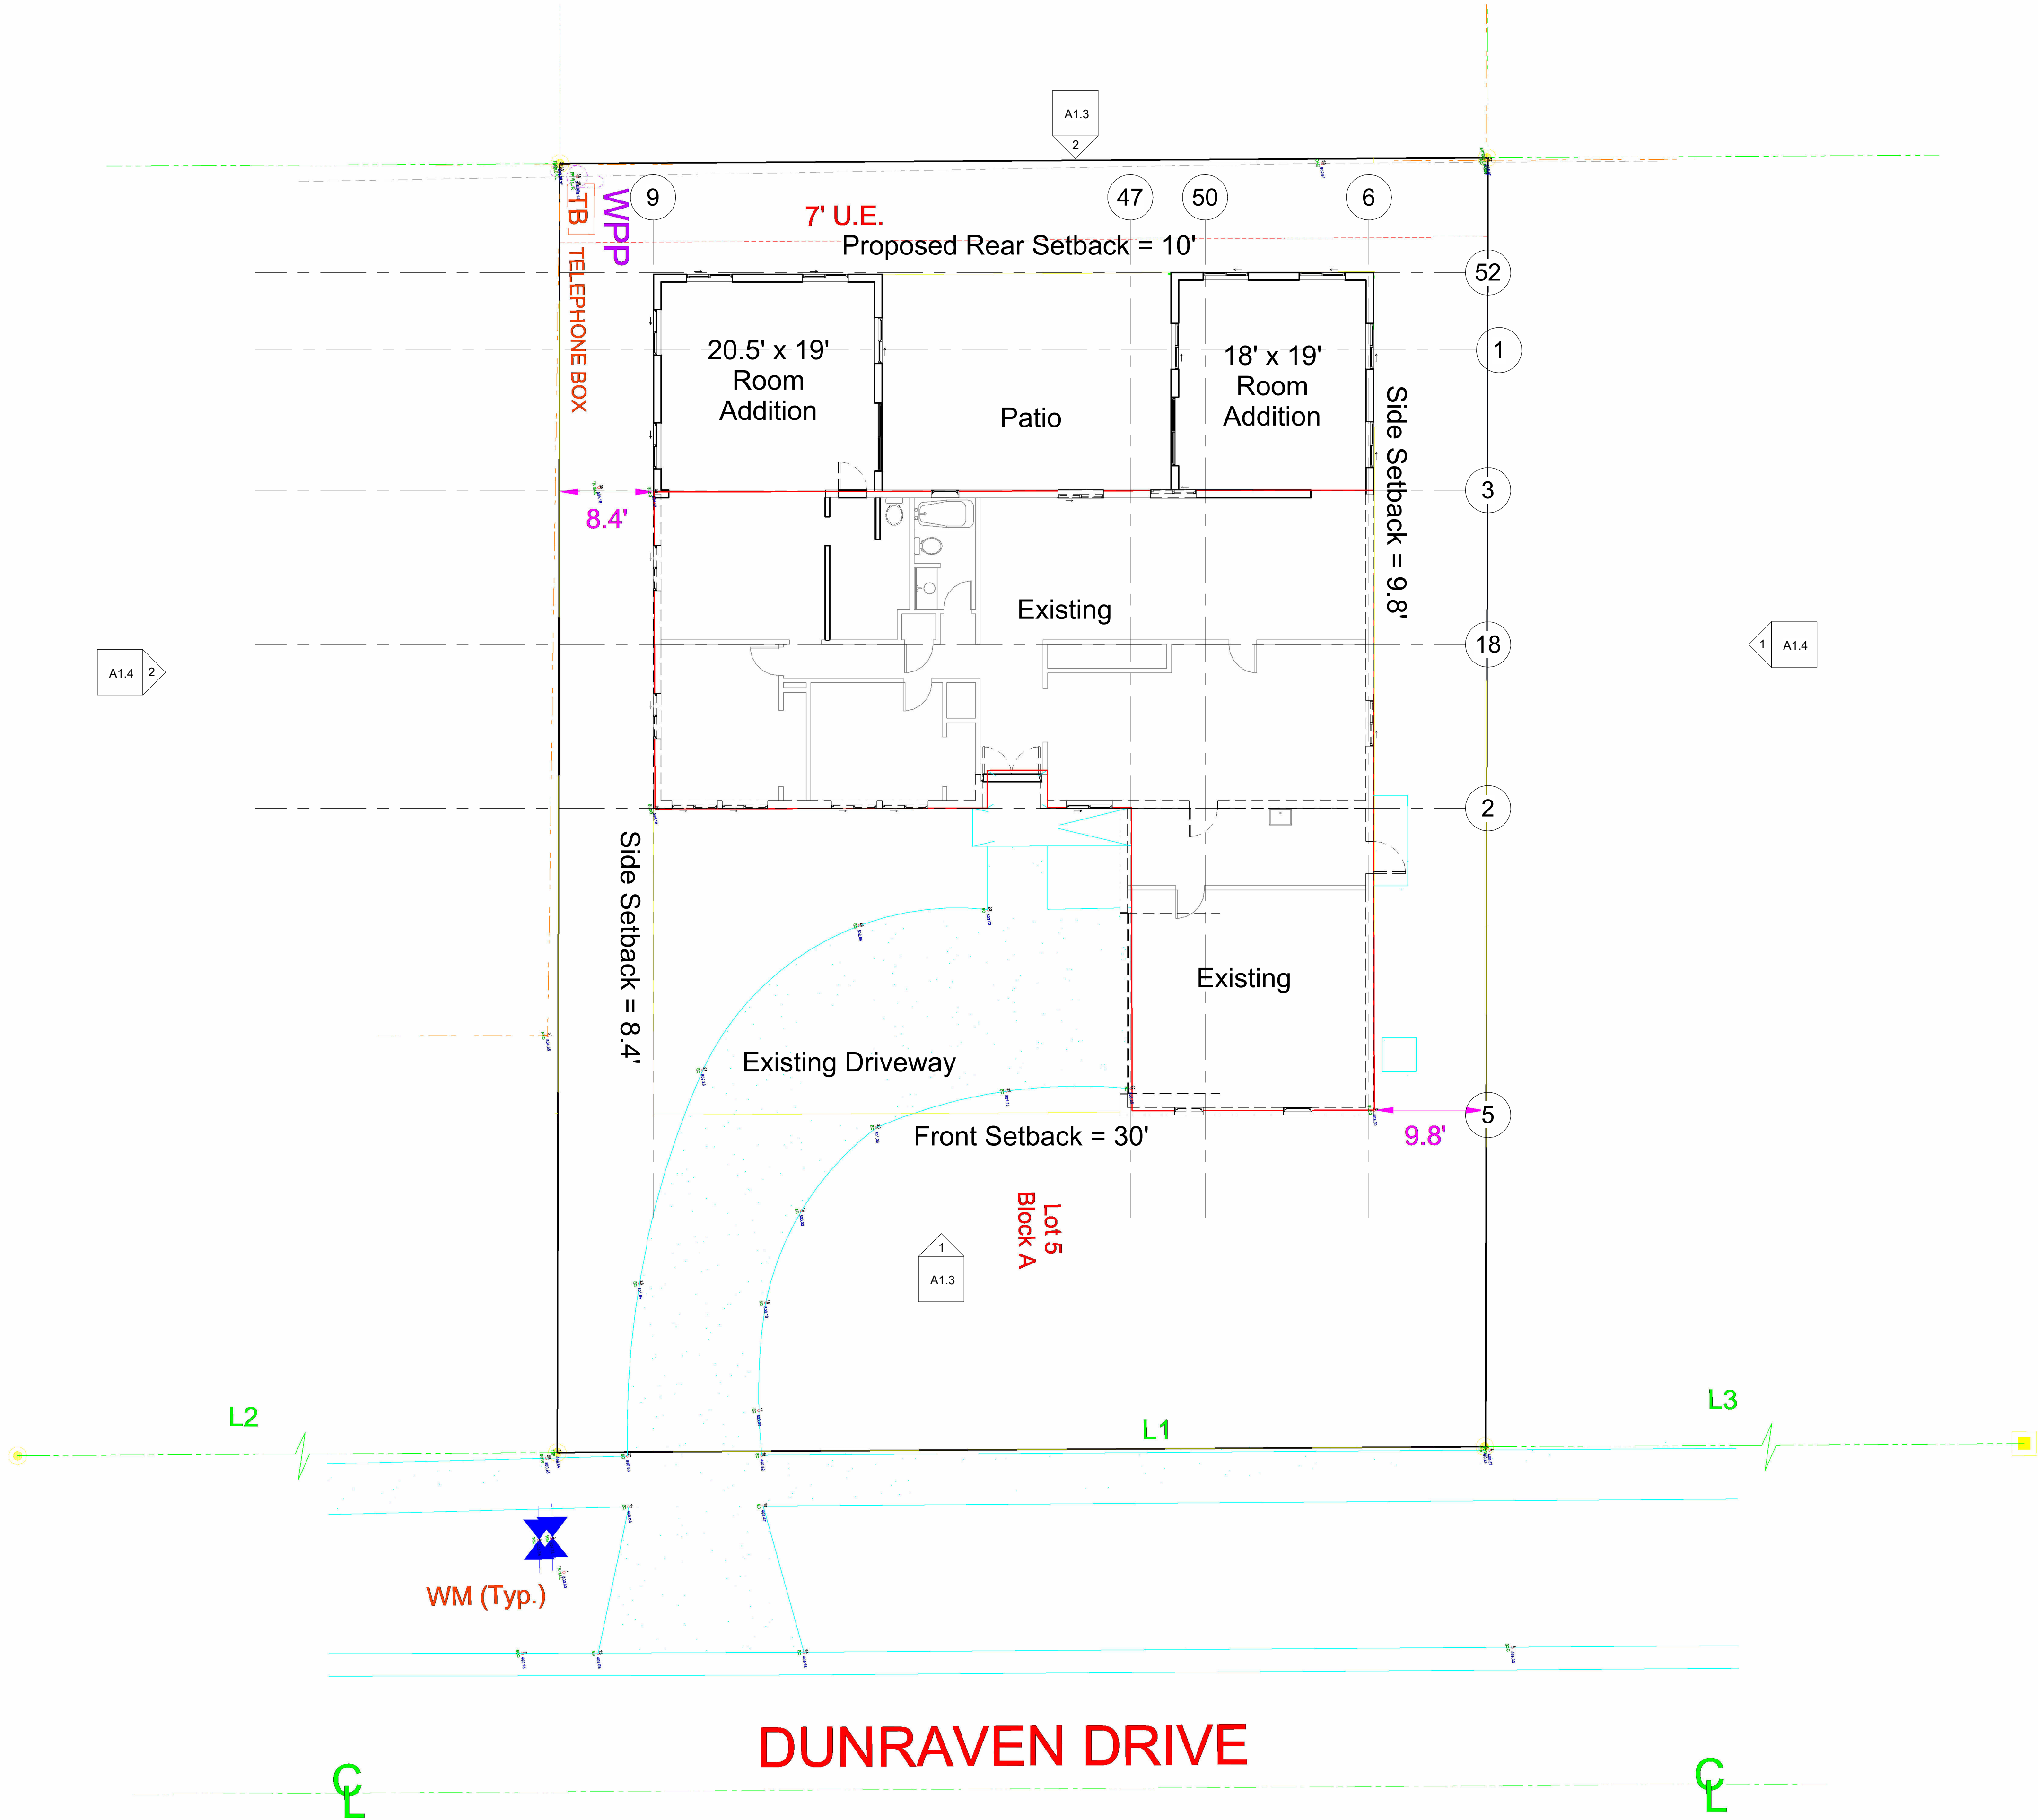 A1.3
2
9
47
50
6
7' U.E.
TB
WPP
Proposed Rear Setback = 10'
52
TELEPHONE BOX
20.5' x 19'
Room
Addition
18' x 19'
Room
Addition
1
Patio
Side Setback = 9.8'
3
8.4'
Existing
18
A1.4
2
1
A1.4
2
Side Setback = 8.4'
Existing
Existing Driveway
5
Front Setback = 30'
9.8'
Lot 5
Block A
1
A1.3
L2
L1
L3
WM (Typ.)
DUNRAVEN DRIVE
CL
CL